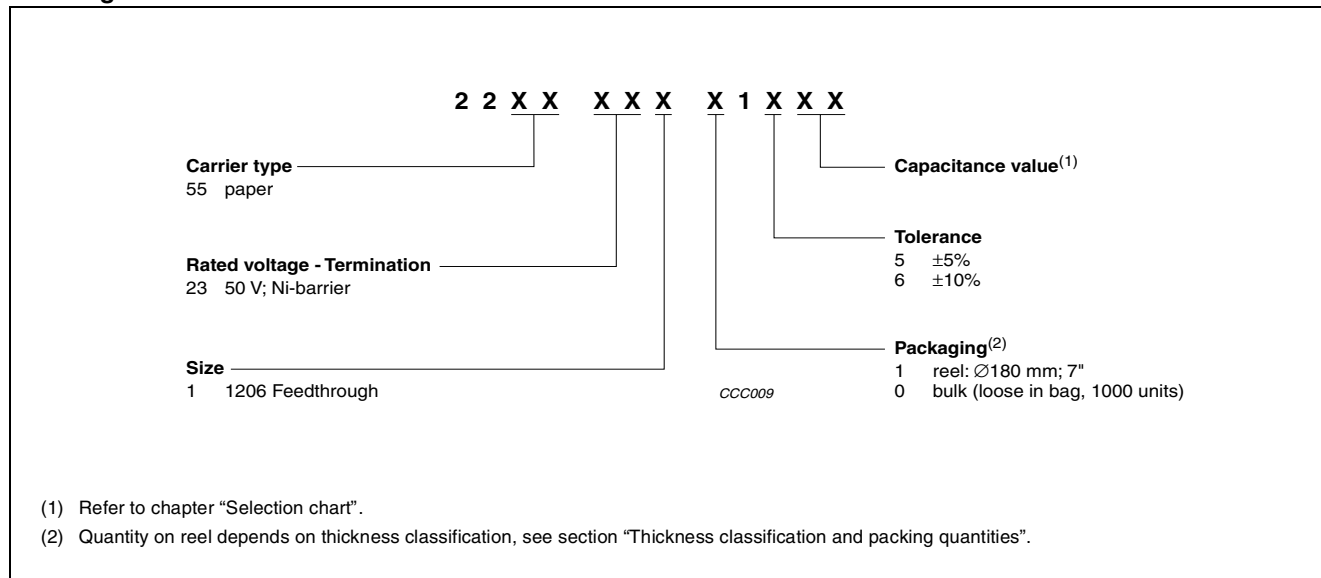 2 2 X X X X X X 1 X X X
Carrier type
55 paper
Rated voltage - Termination
23 50 V; Ni-barrier
Size
1 1206 Feedthrough
Capacitance value(1)
Tolerance
5 ±5%
6 ±10%
Packaging(2)
1 reel: ∅180 mm; 7"
0 bulk (loose in bag, 1000 units)
CCC009
(1) Refer to chapter “Selection chart”.
(2) Quantity on reel depends on thickness classification, see section “Thickness classification and packing quantities”.